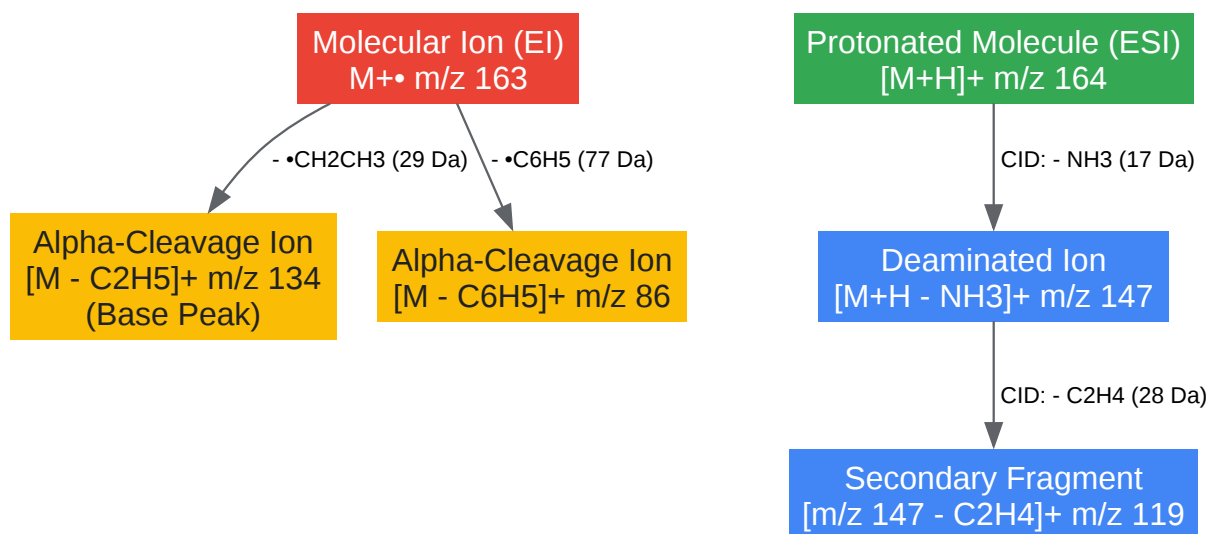 Molecular Ion (EI)
M+• m/z 163
Protonated Molecule (ESI)
[M+H]+ m/z 164
- •CH2CH3 (29 Da)
- •C6H5 (77 Da)
CID: - NH3 (17 Da)
Alpha-Cleavage Ion
[M - C2H5]+ m/z 134
(Base Peak)
Alpha-Cleavage Ion
[M - C6H5]+ m/z 86
Deaminated Ion
[M+H - NH3]+ m/z 147
CID: - C2H4 (28 Da)
Secondary Fragment
[m/z 147 - C2H4]+ m/z 119